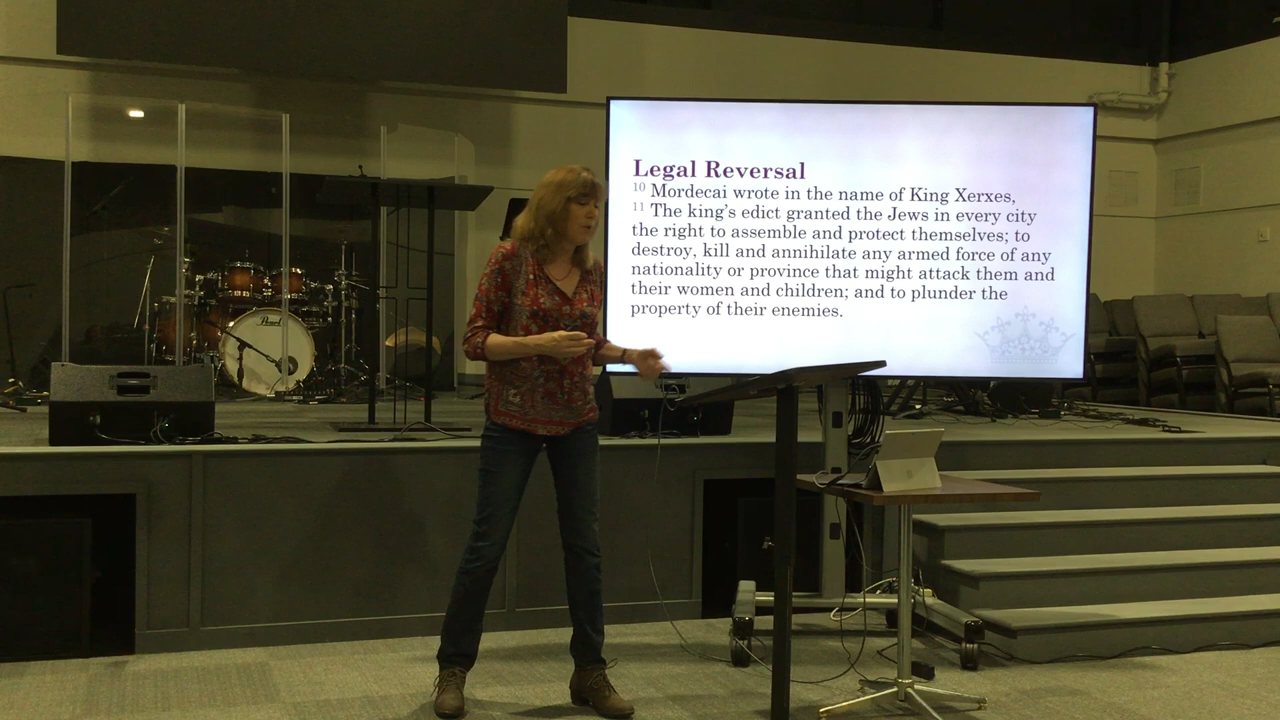 Legal Reversal
10 Mordecai wrote in the name of King Xerxes,
11 The king's edict granted the Jews in every city
the right to assemble and protect themselves; to
destroy, kill and annihilate any armed force of any
nationality or province that might attack them and
their women and children; and to plunder the
property of their enemies.
Pearl